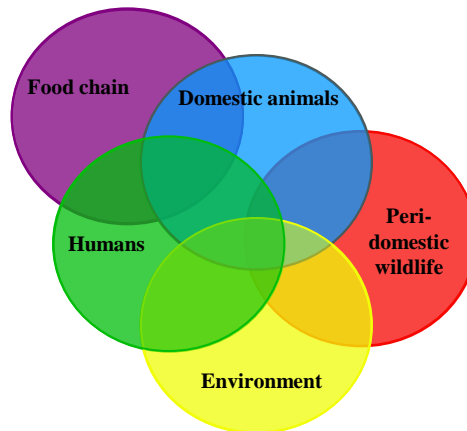 Food chain
Domestic animals
Peri-
domestic
wildlife
Humans
Environment